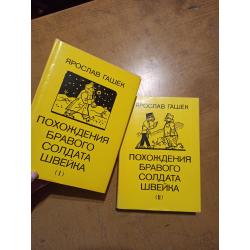 ЯРОСЛАВ ГАШЕК
ПОХОЖДЕНИЯ
БРАВОГО
СОЛДАТА
ШВЕЙКА
(I)
ЯРОСЛАВ ГАШЕК
ПОХОЖДЕНИЯ
БРАВОГО
СОЛДАТА
ШВЕЙКА
(II)